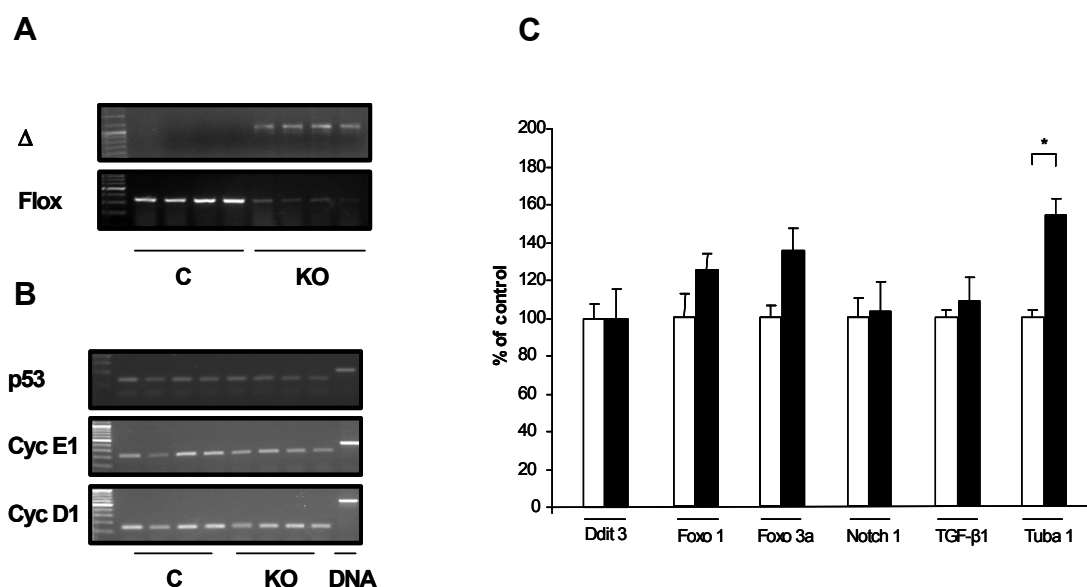 A
Δ
Flox
C KO
B
p53
Cyc E1
Cyc D1
C KO DNA
C
% of control
200
180
160
140
120
100
80
60
40
20
0
*
Ddit 3 Foxo 1 Foxo 3a Notch 1 TGF-β1 Tuba 1